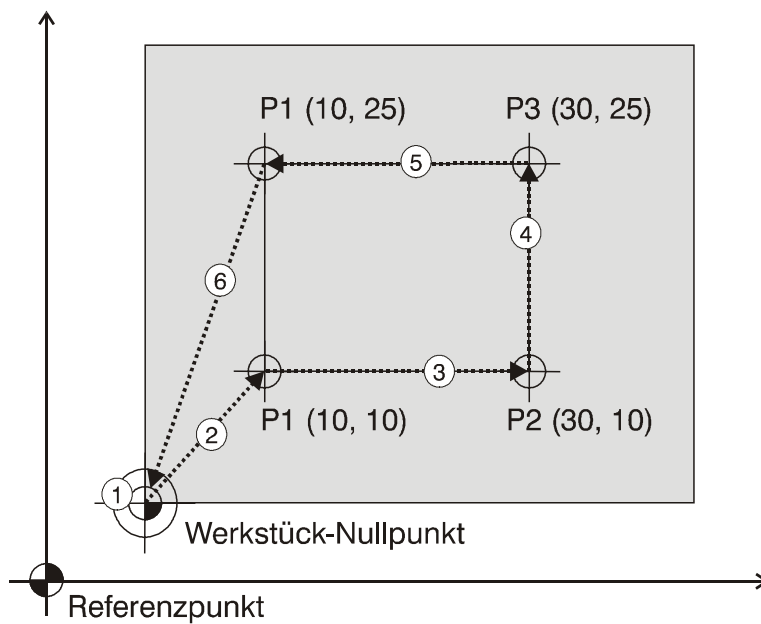 P1 (10, 25) P3 (30, 25)
5
4
6
3
P1 (10, 10) P2 (30, 10)
2
1
Werkstück-Nullpunkt
Referenzpunkt